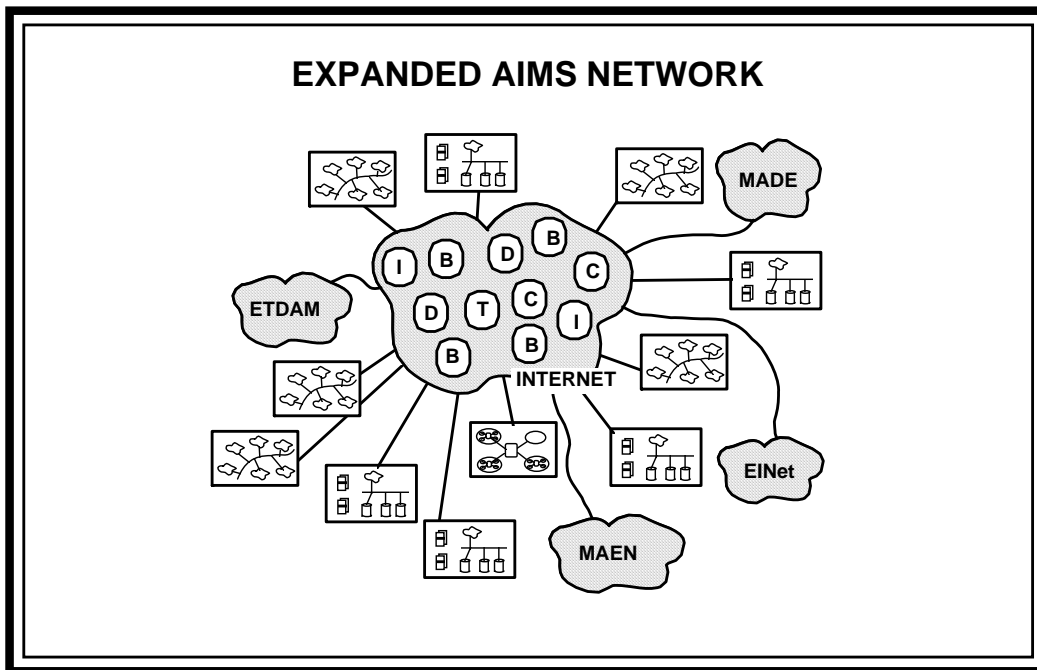 EXPANDED AIMS NETWORK
MADE
B
D
B
I
C
ETDAM
D
T
C
I
B
B
INTERNET
EINet
MAEN